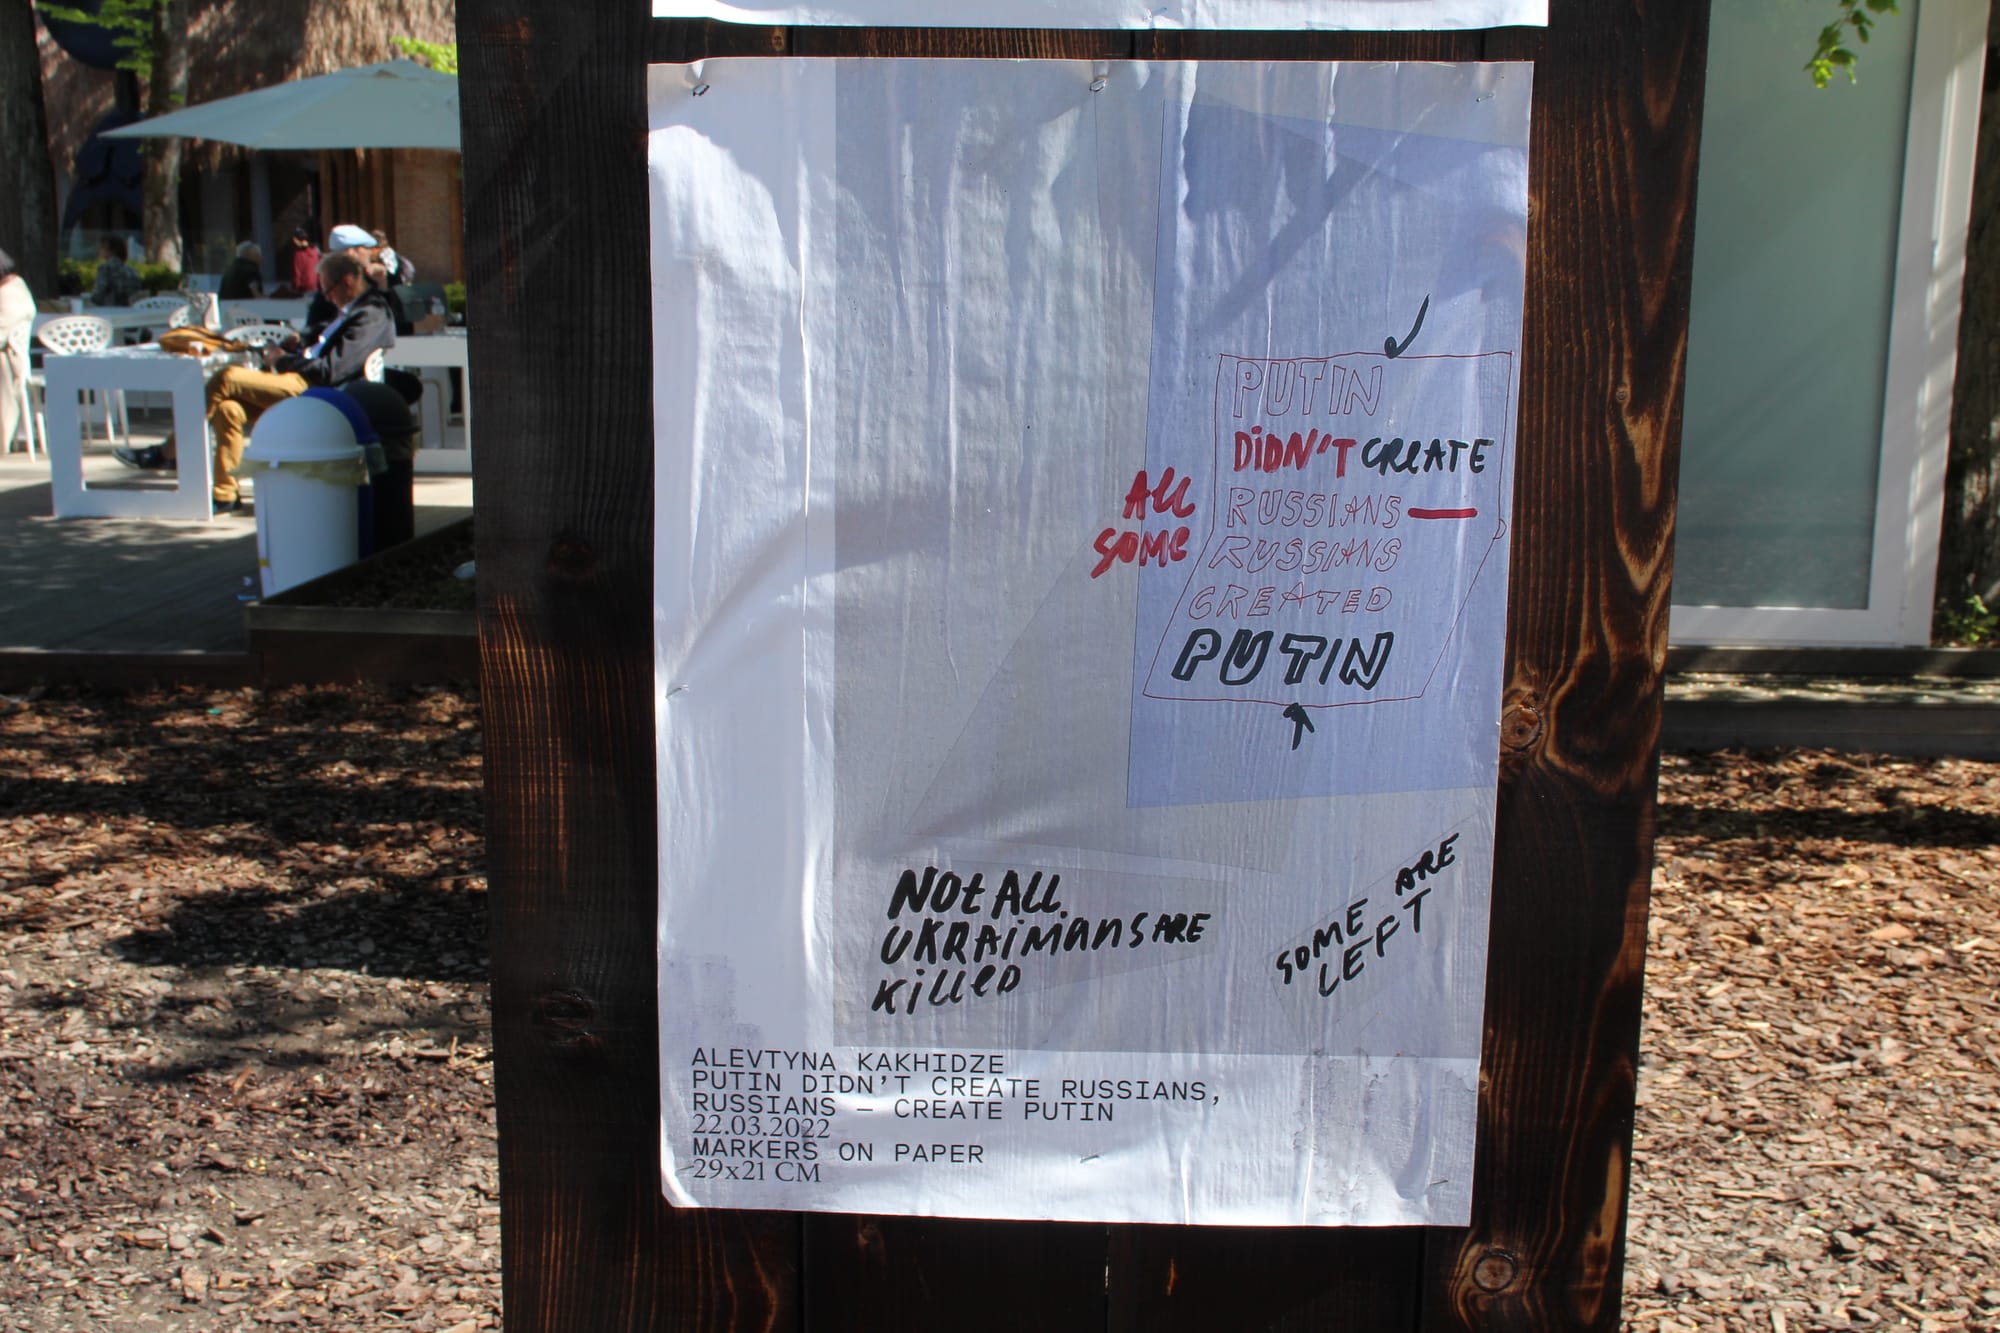 PUTIN
DiDN'T CREATE
ALL RUSSIANS —
SOME RUSSIANS
CREATED
PUTIN
NOt ALL
UKRAiMANS ARE
KiLLED
SOME ARE
LEFT
ALEVTYNA KAKHIDZE
PUTIN DIDN'T CREATE RUSSIANS,
RUSSIANS — CREATE PUTIN
22.03.2022
MARKERS ON PAPER
29x21 CM